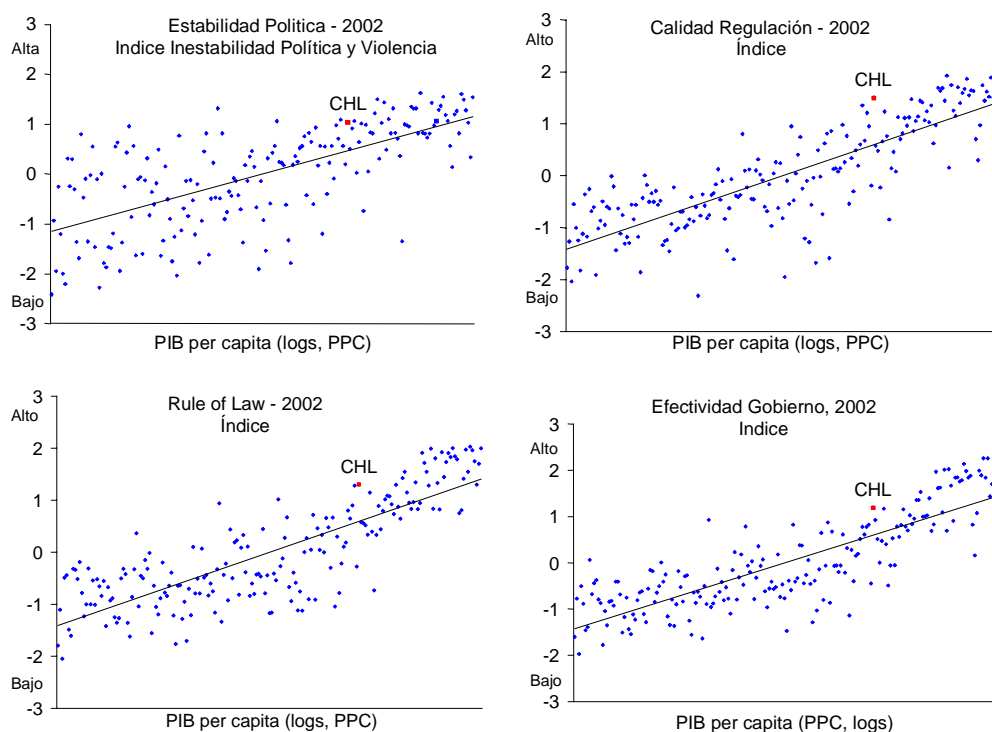 Estabilidad Politica - 2002
Indice Inestabilidad Política y Violencia
3
Alta
2
1
0
-1
-2
Bajo
-3
CHL
PIB per capita (logs, PPC)
Calidad Regulación - 2002
Índice
3
Alto
2
1
0
-1
-2
Bajo
-3
CHL
PIB per capita (logs, PPC)
Rule of Law - 2002
Índice
3
Alto
2
1
0
-1
-2
Bajo
-3
CHL
PIB per capita (logs, PPC)
Efectividad Gobierno, 2002
Indice
3
Alto
2
1
0
-1
-2
Bajo
-3
CHL
PIB per capita (PPC, logs)